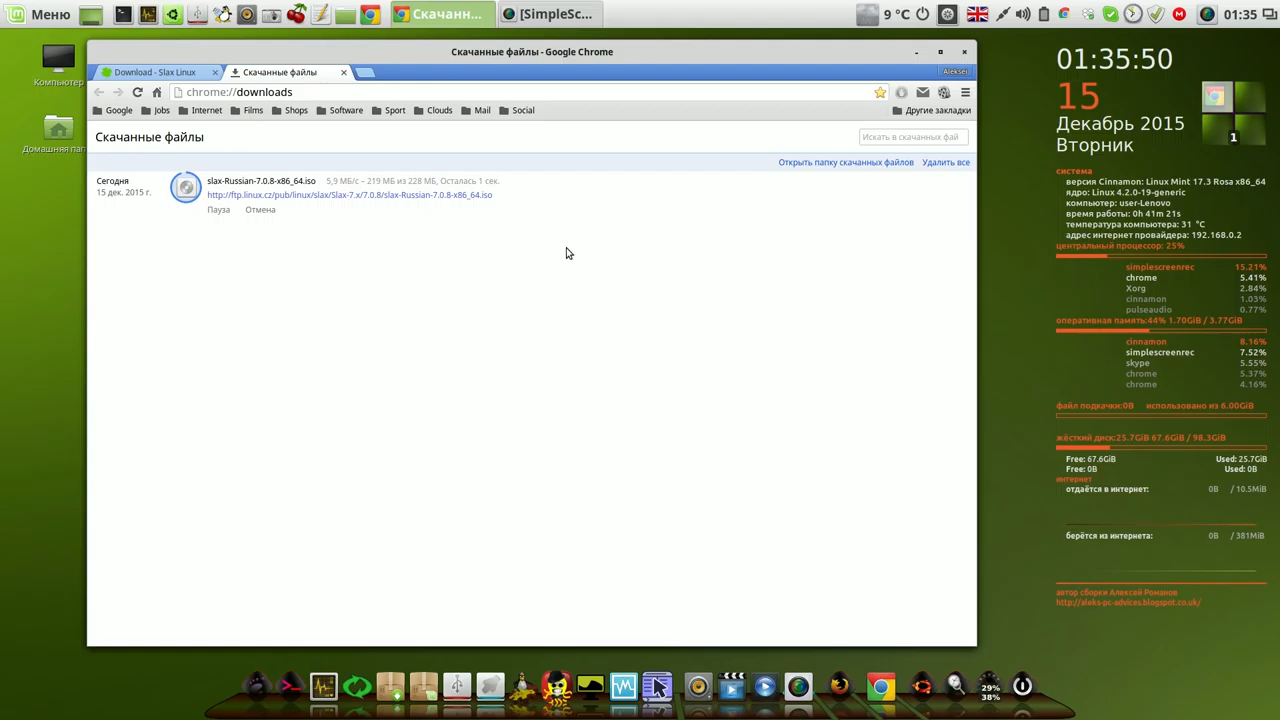 Меню
Скачанн...
[SimpleSc...
9 °C
01:35
Компьютер
Домашняя пап
Скачанные файлы - Google Chrome
Download - Slax Linux
Скачанные файлы
Aleksei
chrome://downloads
Google
Jobs
Internet
Films
Shops
Software
Sport
Clouds
Mail
Social
Другие закладки
Скачанные файлы
Искать в скачанных фай
Открыть папку скачанных файлов
Удалить все
Сегодня
15 дек. 2015 г.
slax-Russian-7.0.8-x86_64.iso
5,9 МБ/с – 219 МБ из 228 МБ, Осталась 1 сек.
http://ftp.linux.cz/pub/linux/slax/Slax-7.x/7.0.8/slax-Russian-7.0.8-x86_64.iso
Пауза
Отмена
01:35:50
15
Декабрь 2015
Вторник
1
система
версия Cinnamon: Linux Mint 17.3 Rosa x86_64
ядро: Linux 4.2.0-19-generic
компьютер: user-Lenovo
время работы: 0h 41m 21s
температура компьютера: 31 °C
адрес интернет провайдера: 192.168.0.2
центральный процессор: 25%
simplescreenrec 15.21%
chrome 5.41%
Xorg 2.84%
cinnamon 1.03%
pulseaudio 0.77%
оперативная память:44% 1.70GiB / 3.77GiB
cinnamon 8.16%
simplescreenrec 7.52%
skype 5.55%
chrome 5.37%
chrome 4.16%
файл подкачки:0B использовано из 6.00GiB
жёсткий диск:25.7GiB 67.6GiB / 98.3GiB
Free: 67.6GiB Used: 25.7GiB
Free: 0B Used: 0B
интернет
отдаётся в интернет: 0B / 10.5MiB
берётся из интернета: 0B / 381MiB
автор сборки Алексей Романов
http://aleks-pc-advices.blogspot.co.uk/
29%
38%